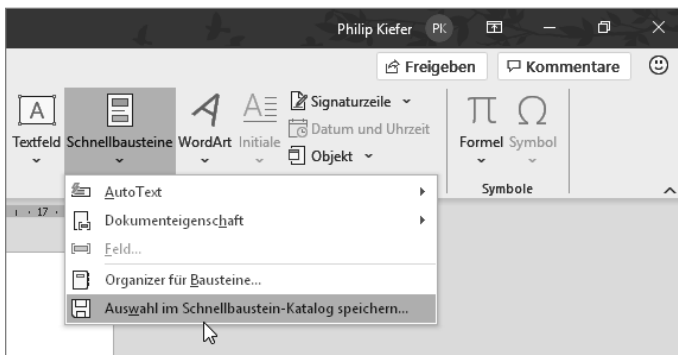 Philip Kiefer PK
Freigeben Kommentare
A
Textfeld Schnellbausteine WordArt Initiale
Signaturzeile
Datum und Uhrzeit
Objekt
π Ω
Formel Symbol
Symbole
AutoText
Dokumenteigenschaft
Feld...
Organizer für Bausteine...
Auswahl im Schnellbaustein-Katalog speichern...
17